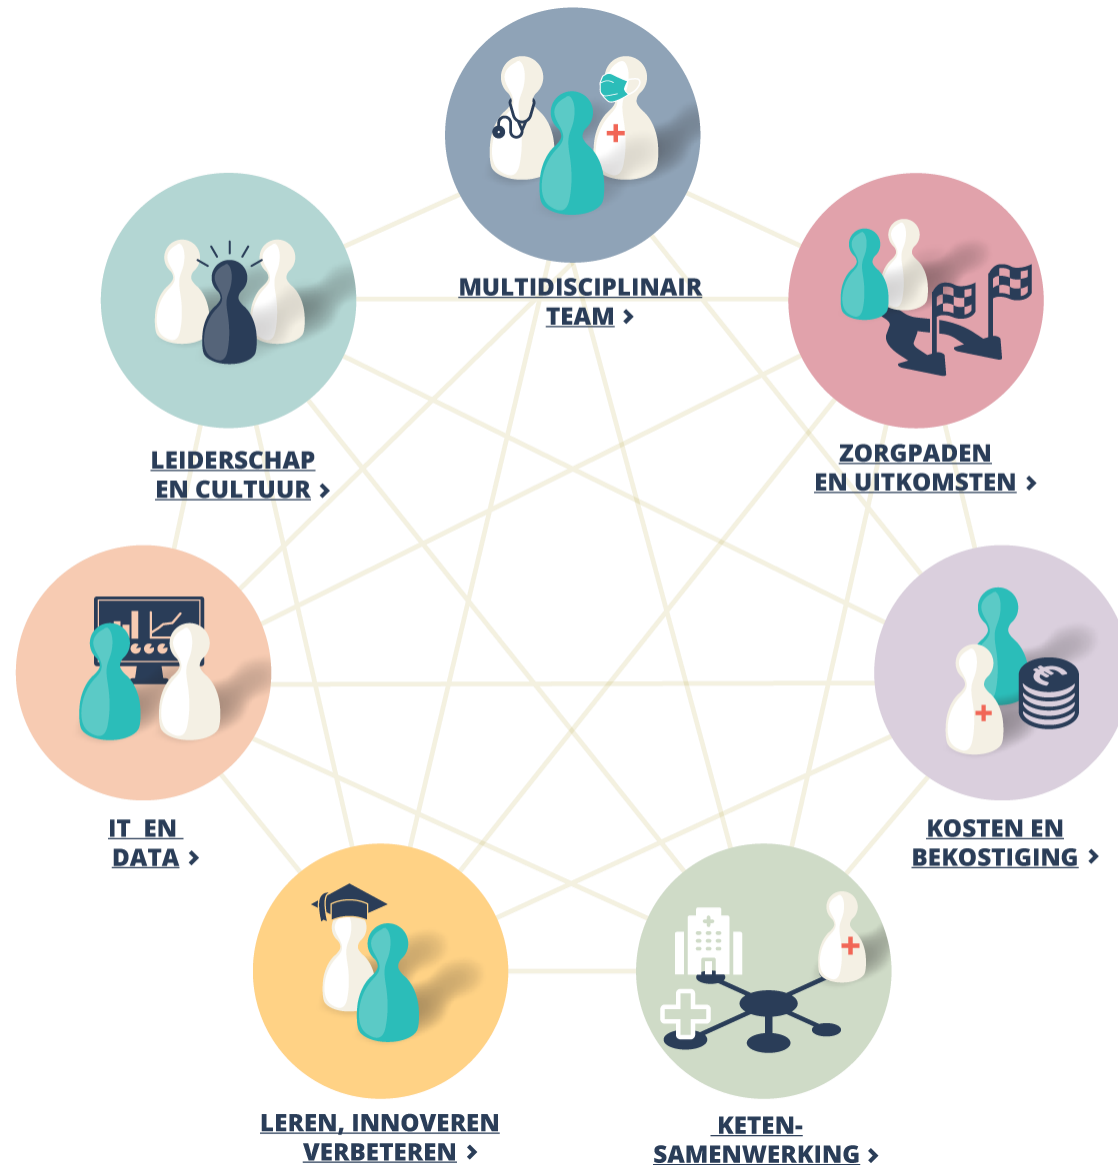 MULTIDISCIPLINAIR
TEAM >
LEIDERSCHAP
EN CULTUUR >
ZORGPADEN
EN UITKOMSTEN >
IT EN
DATA >
KOSTEN EN
BEKOSTIGING >
LEREN, INNOVEREN
VERBETEREN >
KETEN-
SAMENWERKING >